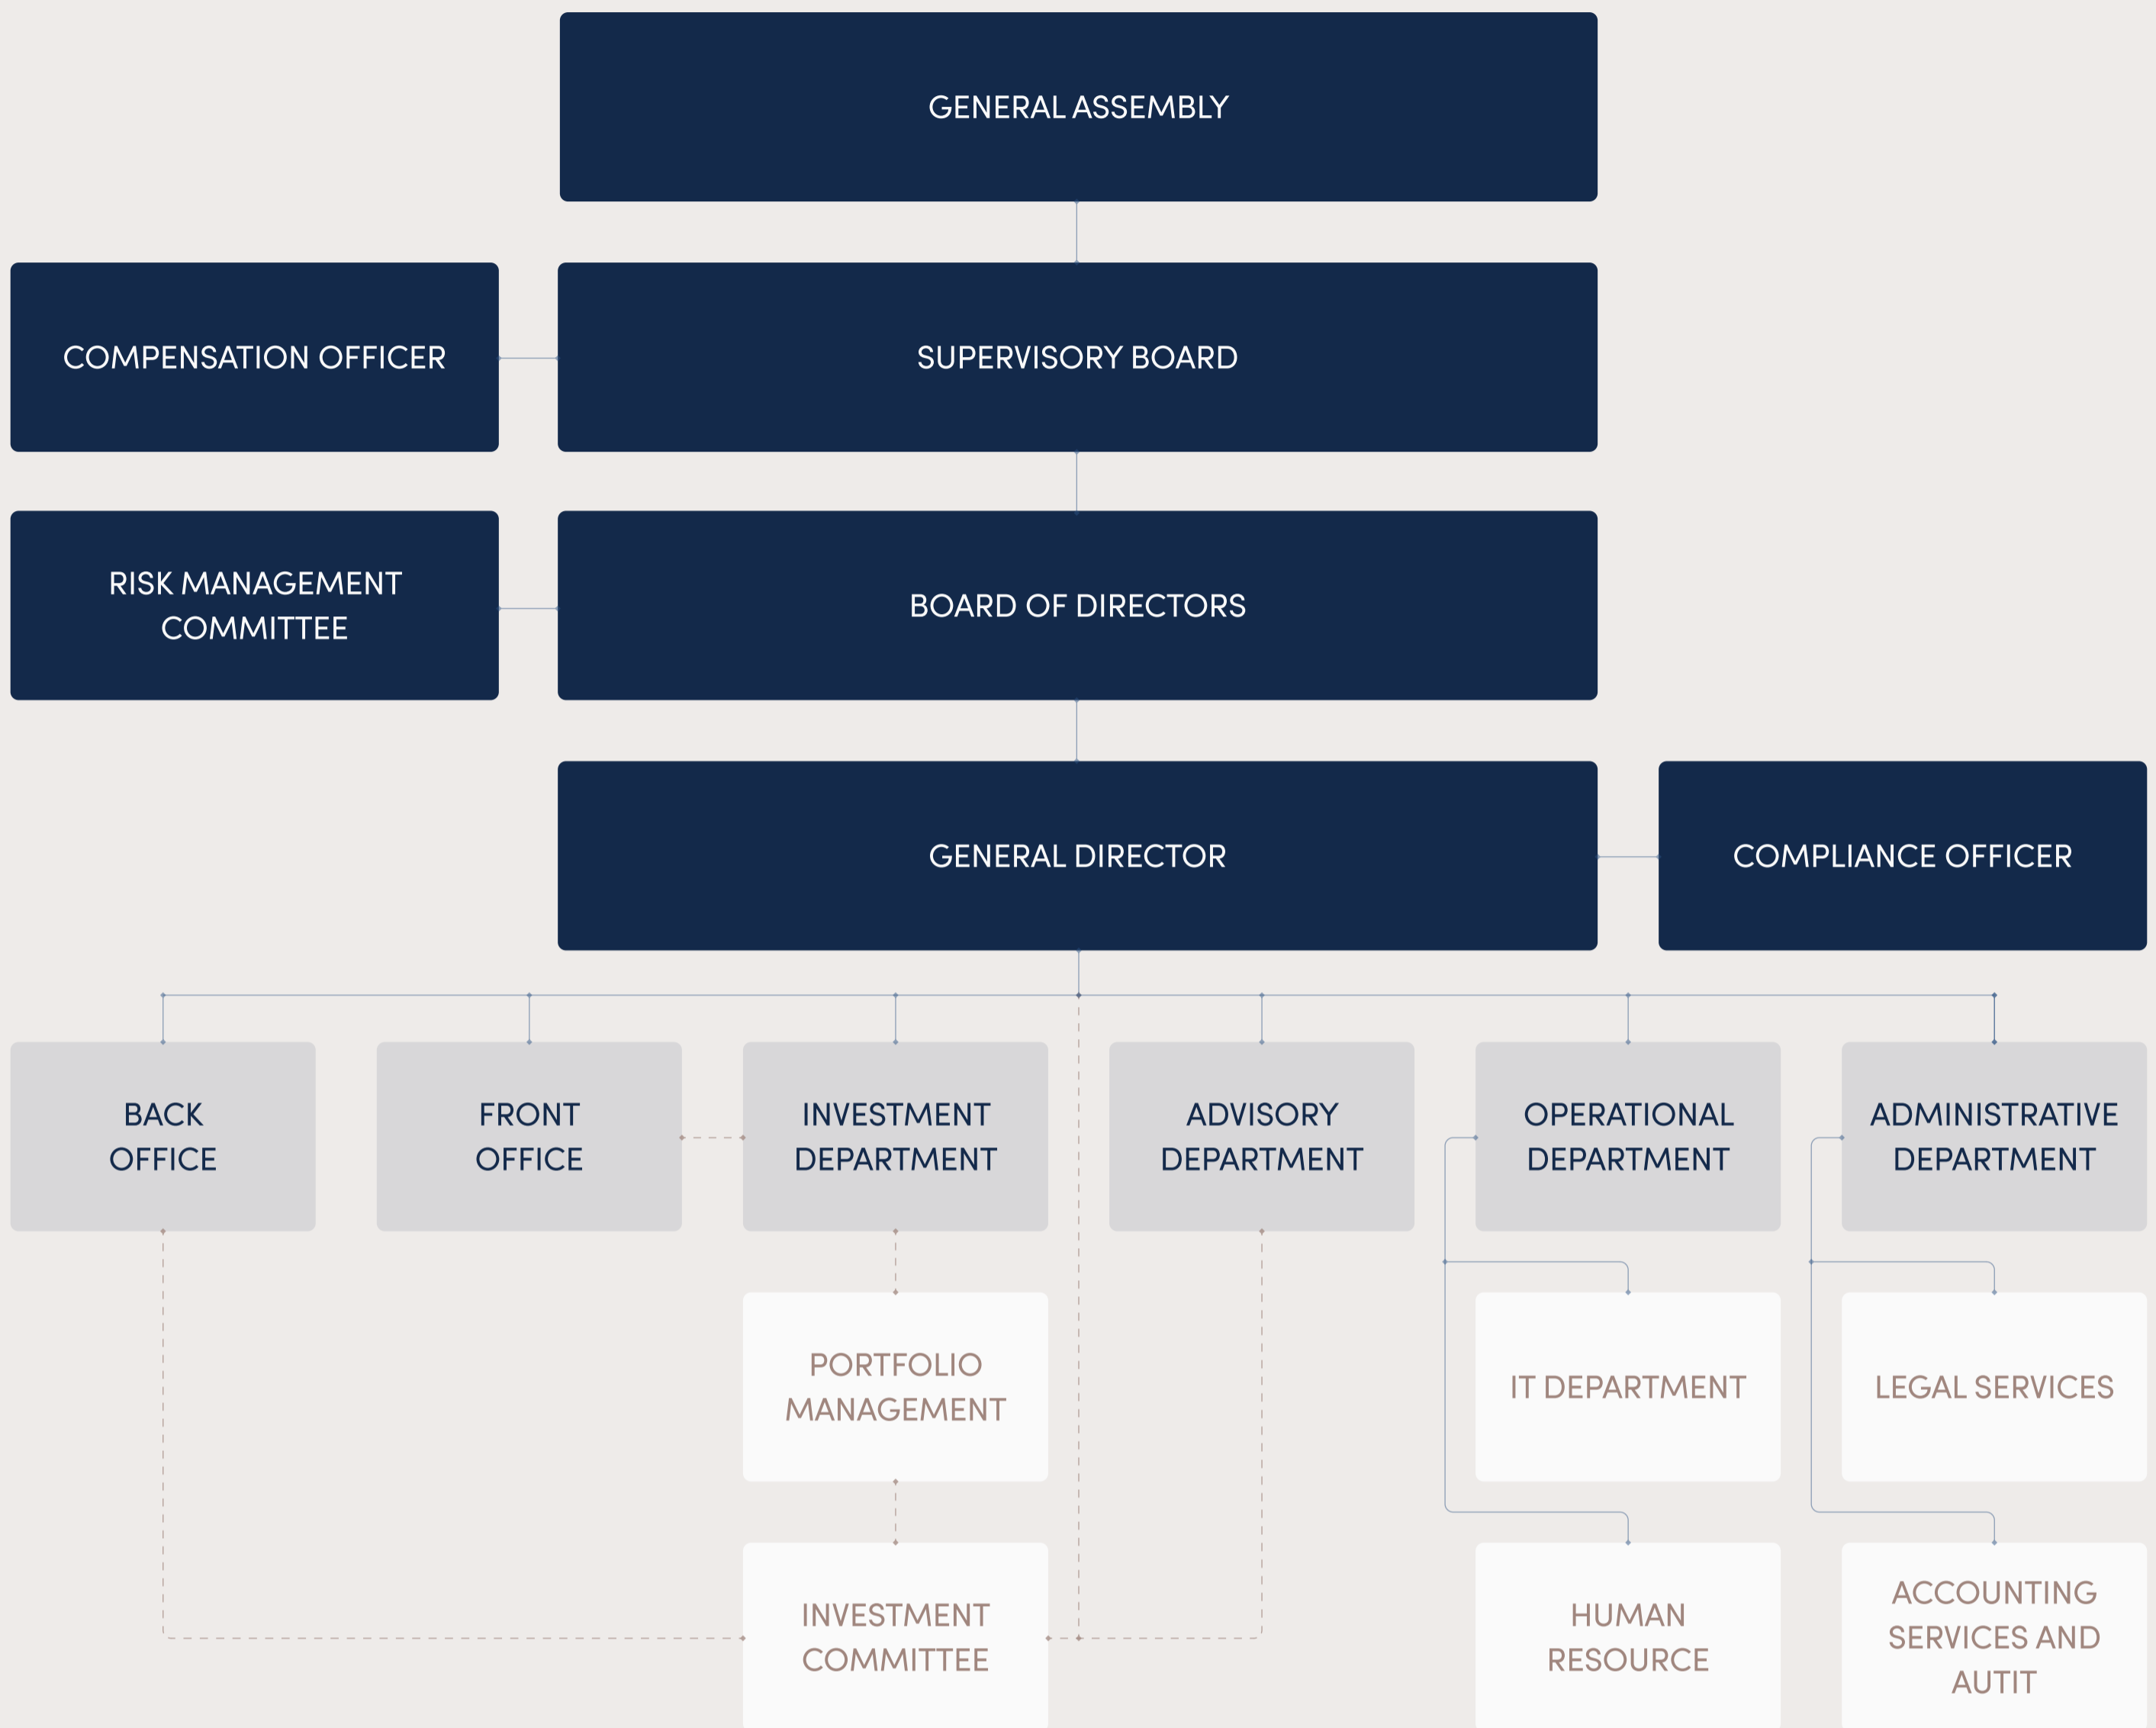 GENERAL ASSEMBLY
COMPENSATION OFFICER
SUPERVISORY BOARD
RISK MANAGEMENT
COMMITTEE
BOARD OF DIRECTORS
GENERAL DIRECTOR
COMPLIANCE OFFICER
BACK
OFFICE
FRONT
OFFICE
INVESTMENT
DEPARTMENT
ADVISORY
DEPARTMENT
OPERATIONAL
DEPARTMENT
ADMINISTRATIVE
DEPARTMENT
PORTFOLIO
MANAGEMENT
IT DEPARTMENT
LEGAL SERVICES
INVESTMENT
COMMITTEE
HUMAN
RESOURCE
ACCOUNTING
SERVICES AND
AUTIT